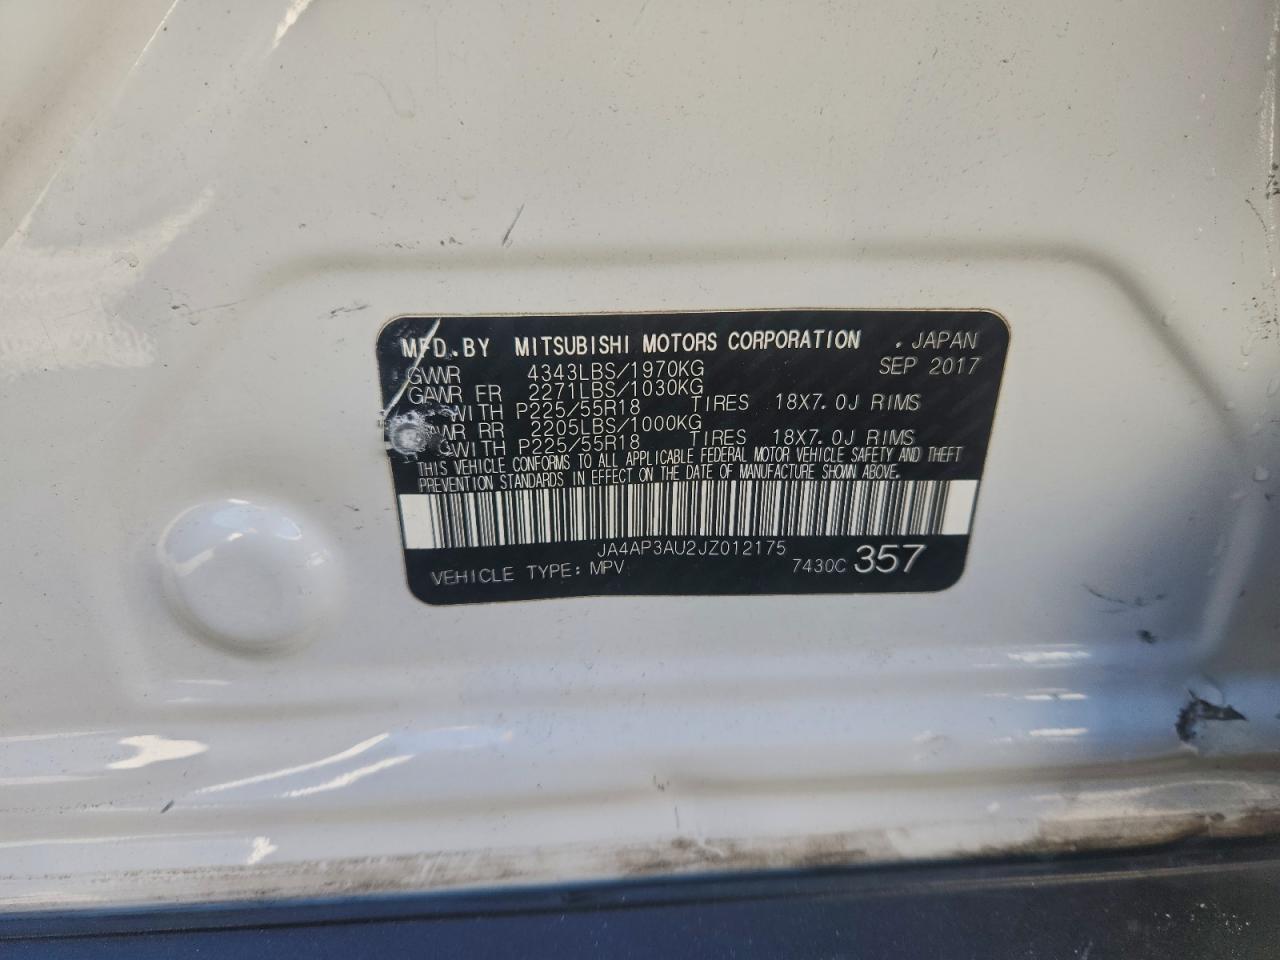 MFD.BY MITSUBISHI MOTORS CORPORATION . JAPAN
GVWR 4343LBS/1970KG SEP 2017
GAWR FR 2271LBS/1030KG
WITH P225/55R18 TIRES 18X7.0J RIMS
GAWR RR 2205LBS/1000KG
WITH P225/55R18 TIRES 18X7.0J RIMS
THIS VEHICLE CONFORMS TO ALL APPLICABLE FEDERAL MOTOR VEHICLE SAFETY AND THEFT
PREVENTION STANDARDS IN EFFECT ON THE DATE OF MANUFACTURE SHOWN ABOVE.
JA4AP3AU2JZ012175
VEHICLE TYPE: MPV 7430C 357